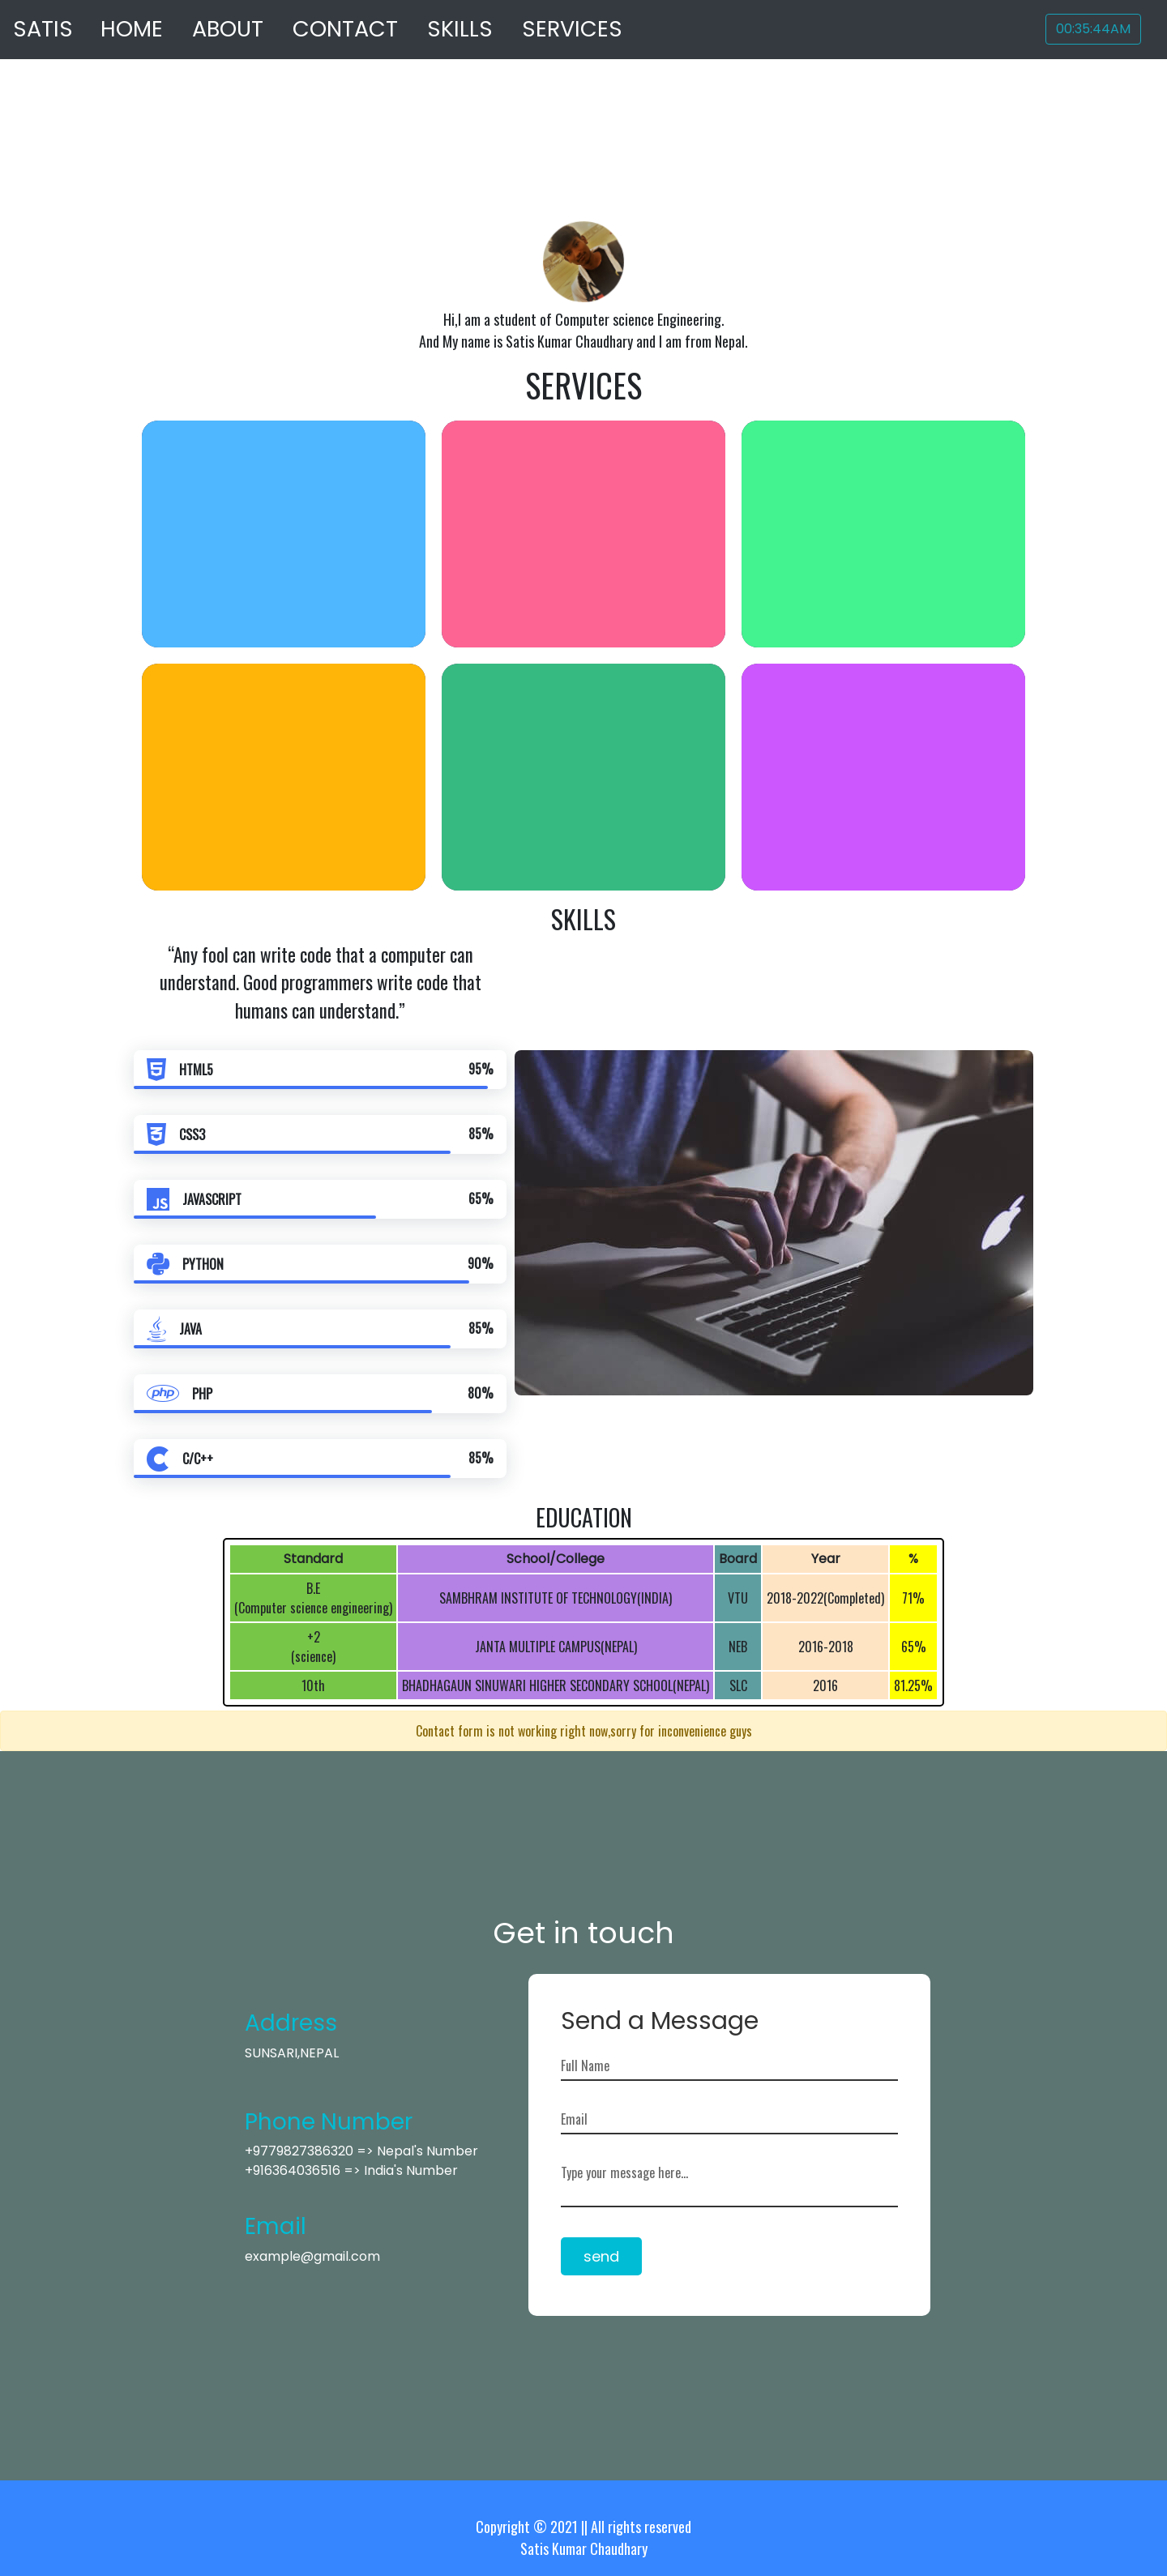 SATIS HOME ABOUT CONTACT SKILLS SERVICES 00:35:44AM
Hi,I am a student of Computer science Engineering.
And My name is Satis Kumar Chaudhary and I am from Nepal.
SERVICES
SKILLS
“Any fool can write code that a computer can
understand. Good programmers write code that
humans can understand.”
HTML5 95%
CSS3 85%
JS JAVASCRIPT 65%
PYTHON 90%
JAVA 85%
php PHP 80%
C/C++ 85%
EDUCATION
Standard School/College Board Year %
B.E
(Computer science engineering) SAMBHRAM INSTITUTE OF TECHNOLOGY(INDIA) VTU 2018-2022(Completed) 71%
+2
(science) JANTA MULTIPLE CAMPUS(NEPAL) NEB 2016-2018 65%
10th BHADHAGAUN SINUWARI HIGHER SECONDARY SCHOOL(NEPAL) SLC 2016 81.25%
Contact form is not working right now,sorry for inconvenience guys
Get in touch
Address
SUNSARI,NEPAL
Phone Number
+9779827386320 => Nepal's Number
+916364036516 => India's Number
Email
example@gmail.com
Send a Message
Full Name
Email
Type your message here...
send
Copyright © 2021 || All rights reserved
Satis Kumar Chaudhary